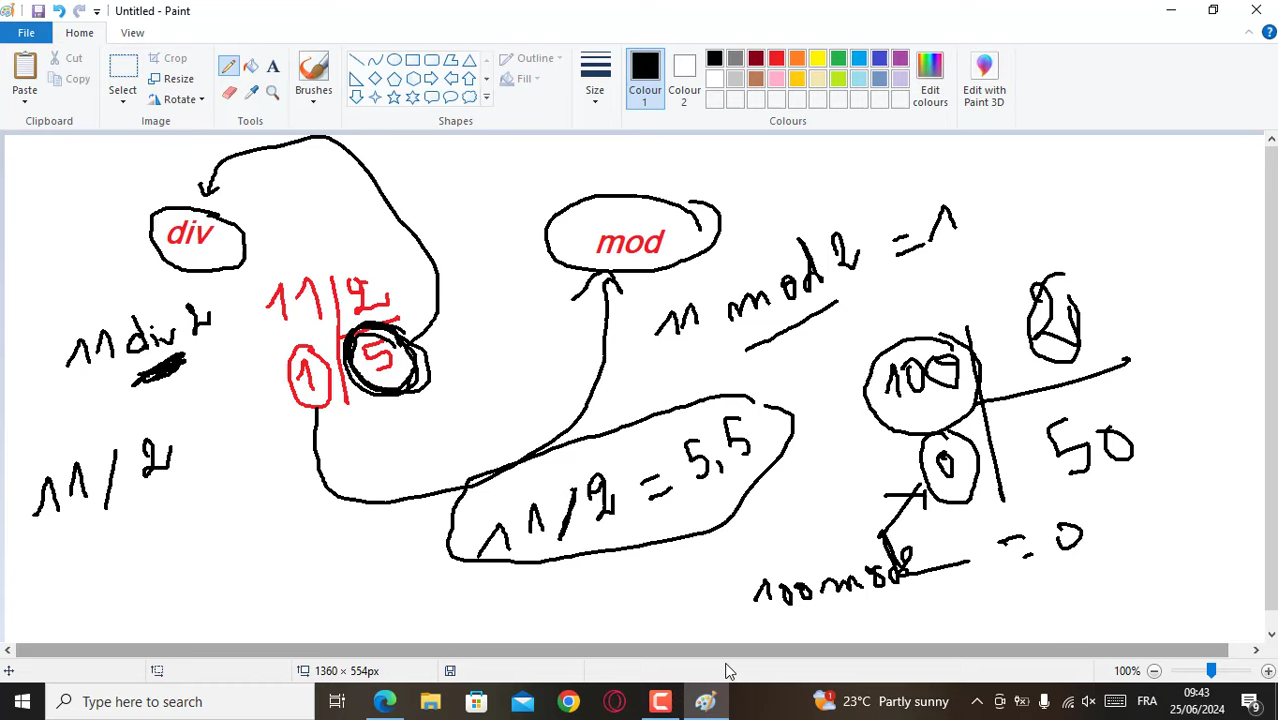 Untitled - Paint
File
Home
View
Paste
Cut
Copy
Clipboard
Select
Crop
Resize
Rotate
Image
Tools
Brushes
Shapes
Outline
Fill
Size
Colour 1
Colour 2
Edit colours
Edit with Paint 3D
Colours
div
mod
11 mod 2 = 1
11 2
1 5
11 div 2
11/2
11/2 = 5,5
100 2
0 50
100 mod = 0
1360 × 554px
100%
Type here to search
1
23°C Partly sunny
FRA
09:43
25/06/2024
9